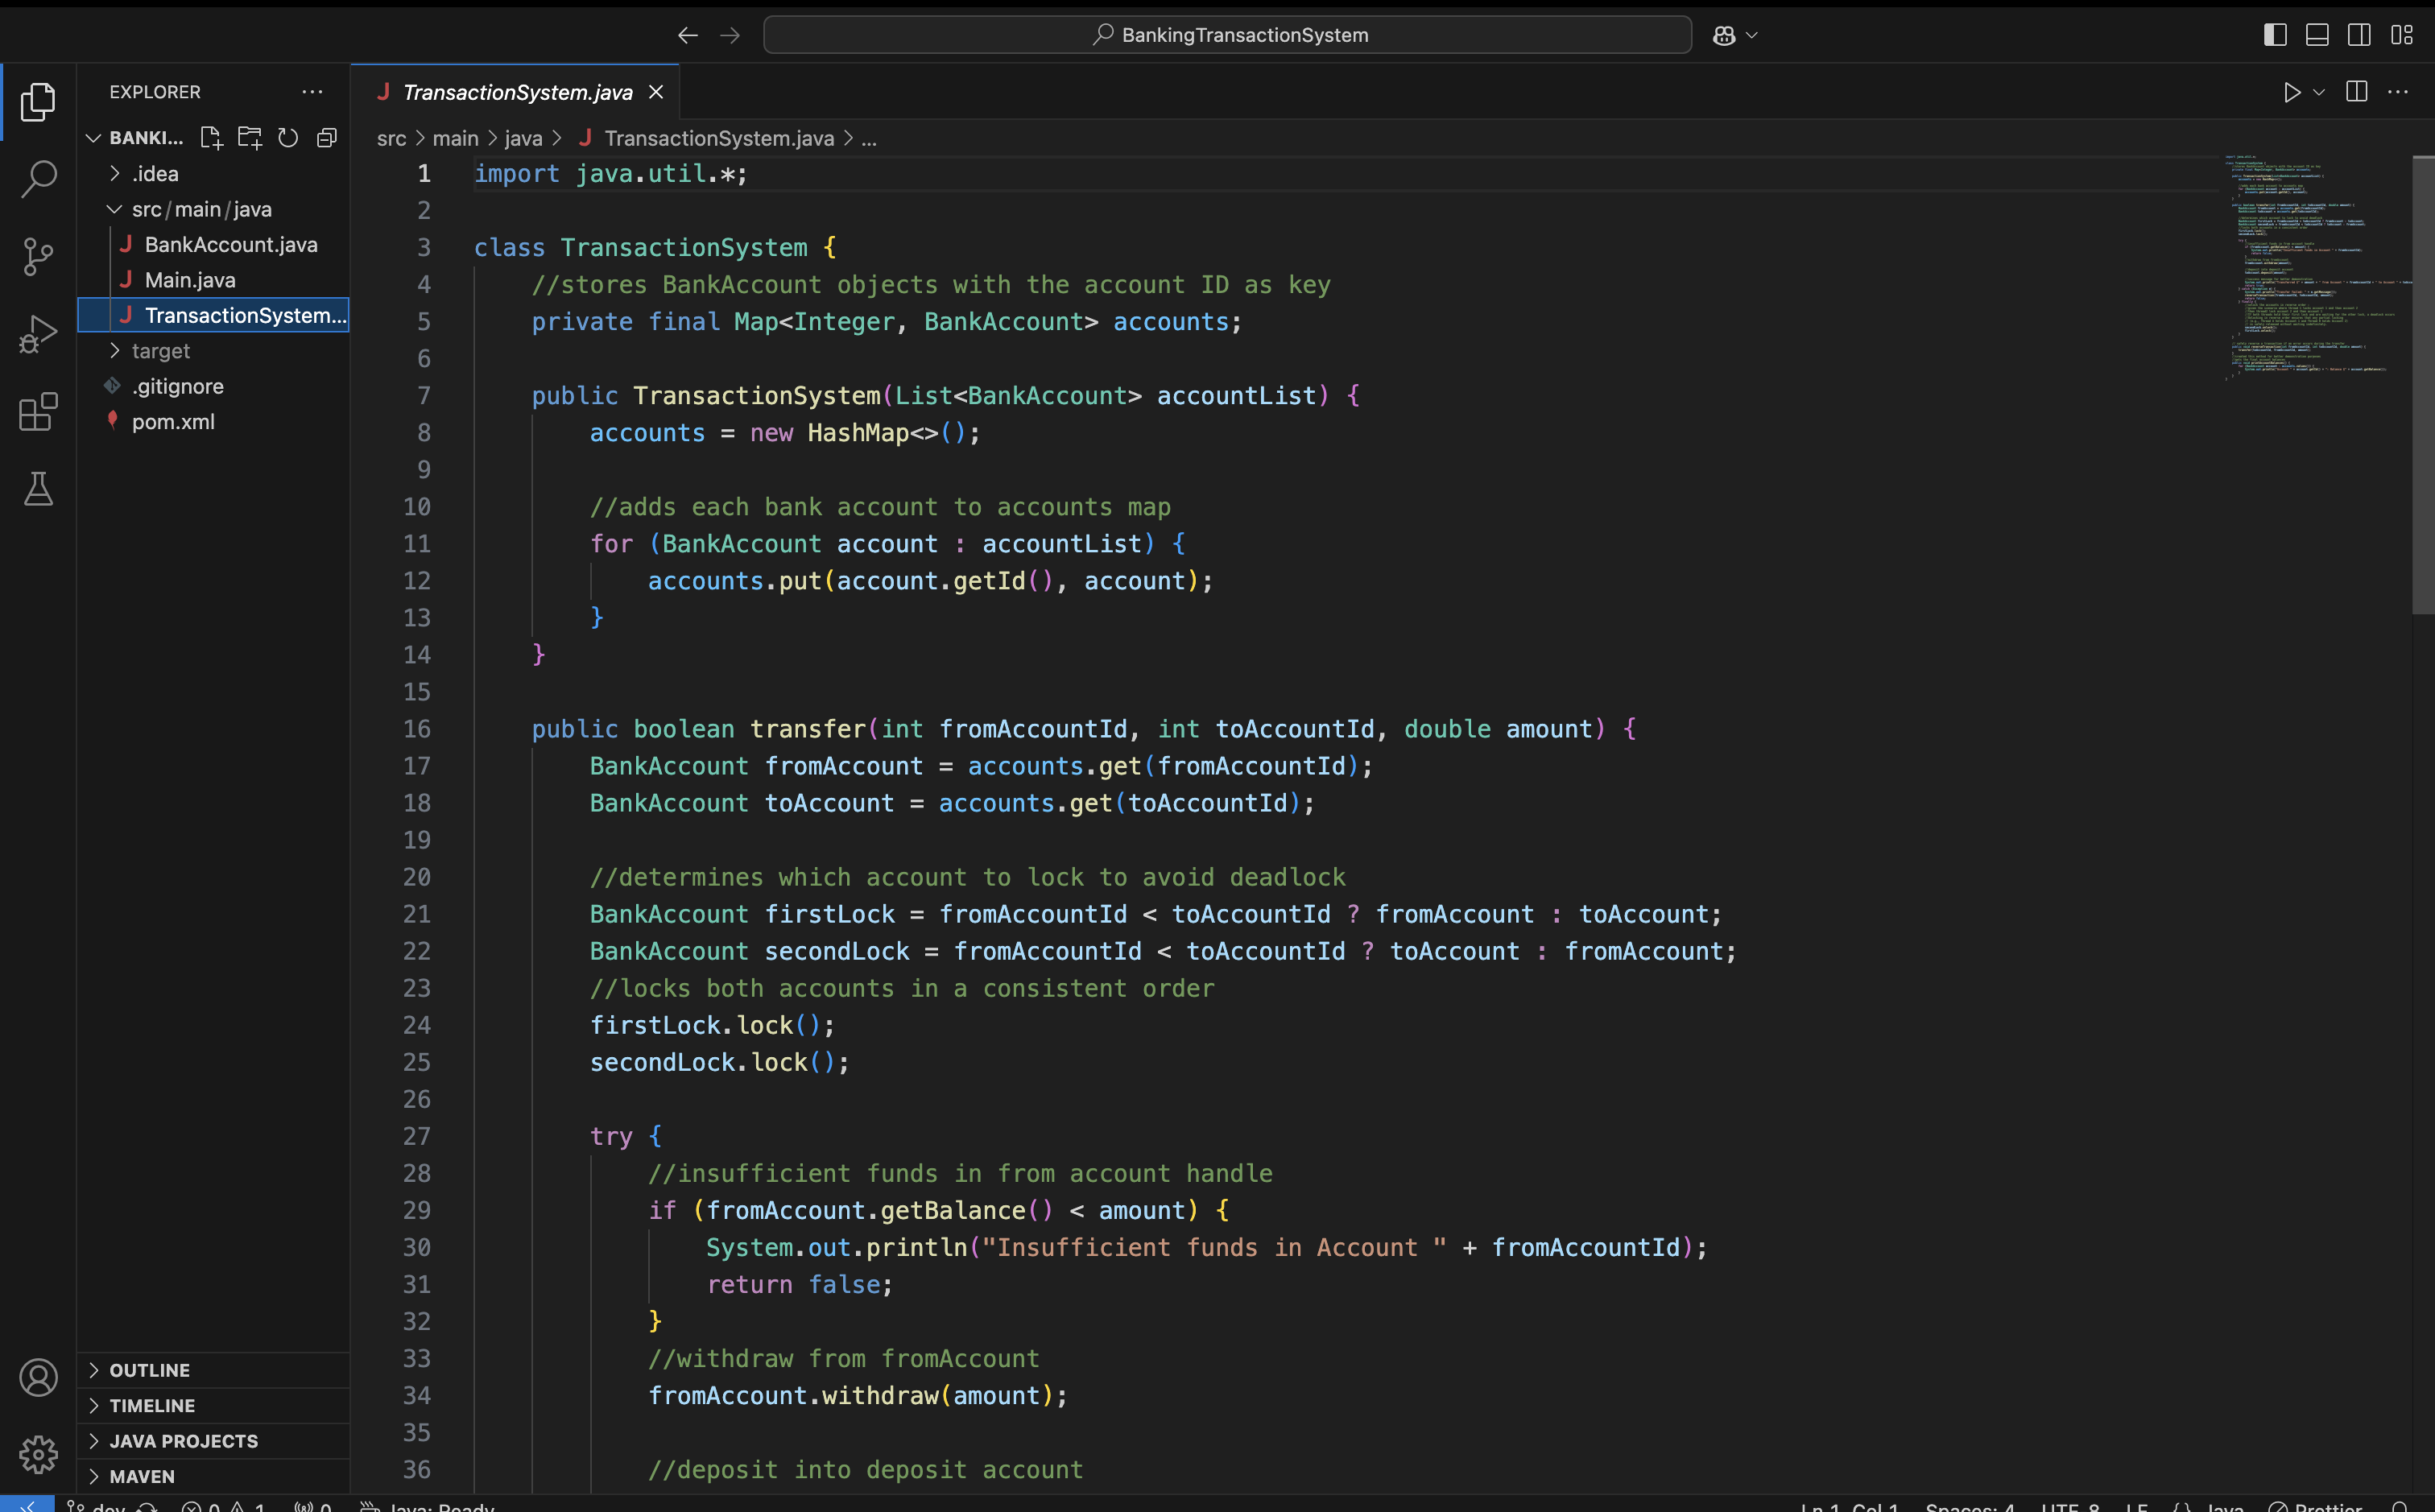 BankingTransactionSystem
EXPLORER
BANKI...
.idea
src/main/java
BankAccount.java
Main.java
TransactionSystem...
target
.gitignore
pom.xml
OUTLINE
TIMELINE
JAVA PROJECTS
MAVEN
TransactionSystem.java
src > main > java > J TransactionSystem.java > ...
1 import java.util.*;
2
3 class TransactionSystem {
4 //stores BankAccount objects with the account ID as key
5 private final Map<Integer, BankAccount> accounts;
6
7 public TransactionSystem(List<BankAccount> accountList) {
8 accounts = new HashMap<>();
9
10 //adds each bank account to accounts map
11 for (BankAccount account : accountList) {
12 accounts.put(account.getId(), account);
13 }
14 }
15
16 public boolean transfer(int fromAccountId, int toAccountId, double amount) {
17 BankAccount fromAccount = accounts.get(fromAccountId);
18 BankAccount toAccount = accounts.get(toAccountId);
19
20 //determines which account to lock to avoid deadlock
21 BankAccount firstLock = fromAccountId < toAccountId ? fromAccount : toAccount;
22 BankAccount secondLock = fromAccountId < toAccountId ? toAccount : fromAccount;
23 //locks both accounts in a consistent order
24 firstLock.lock();
25 secondLock.lock();
26
27 try {
28 //insufficient funds in from account handle
29 if (fromAccount.getBalance() < amount) {
30 System.out.println("Insufficient funds in Account " + fromAccountId);
31 return false;
32 }
33 //withdraw from fromAccount
34 fromAccount.withdraw(amount);
35
36 //deposit into deposit account
dev 0 1 0 Java: Ready Ln 1, Col 1 Spaces: 4 UTF-8 LF {} Java Prettier